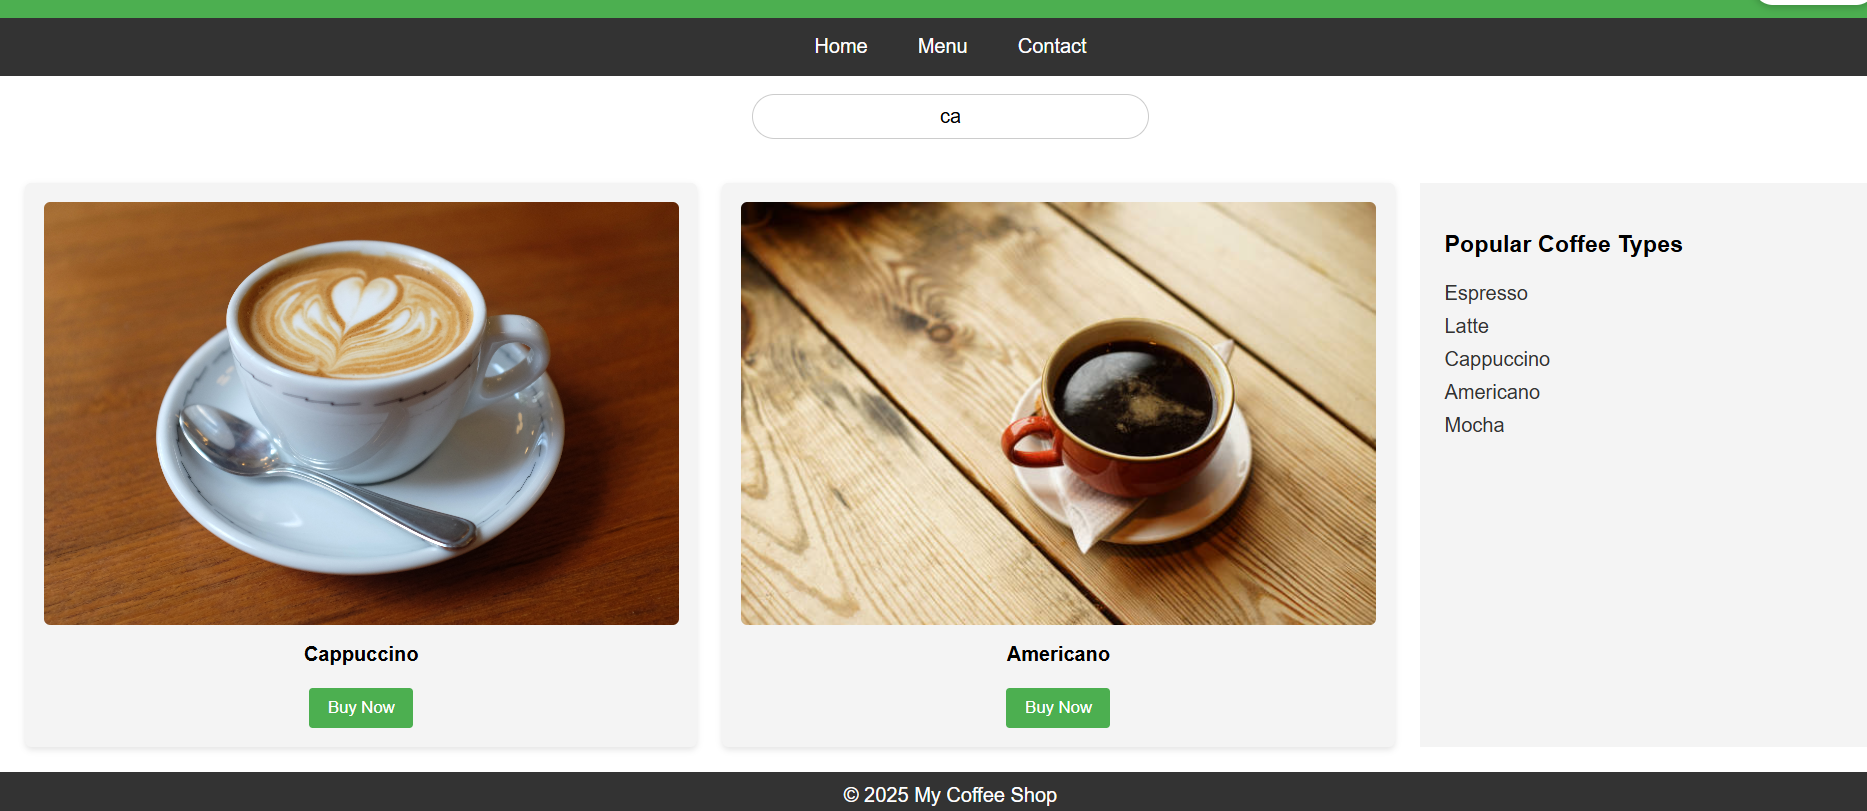 Home Menu Contact
ca
Cappuccino
Buy Now
Americano
Buy Now
Popular Coffee Types
Espresso
Latte
Cappuccino
Americano
Mocha
© 2025 My Coffee Shop